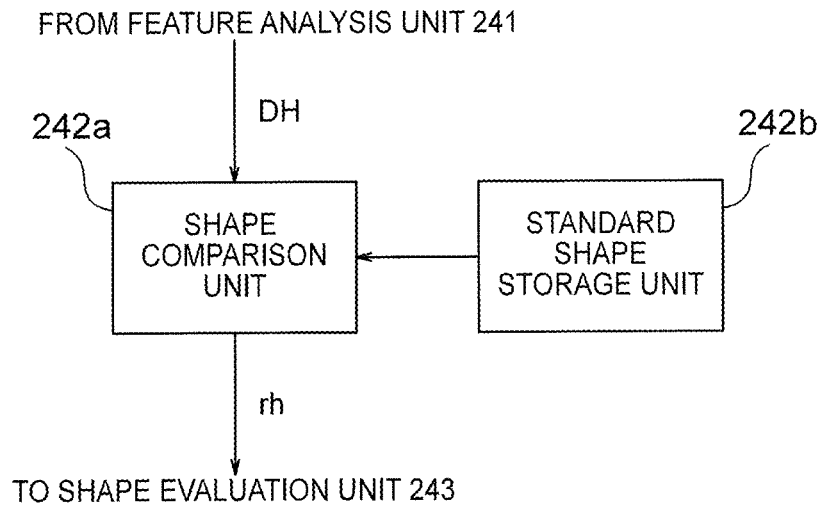 FROM FEATURE ANALYSIS UNIT 241
DH
242a
242b
SHAPE
COMPARISON
UNIT
STANDARD
SHAPE
STORAGE UNIT
rh
TO SHAPE EVALUATION UNIT 243